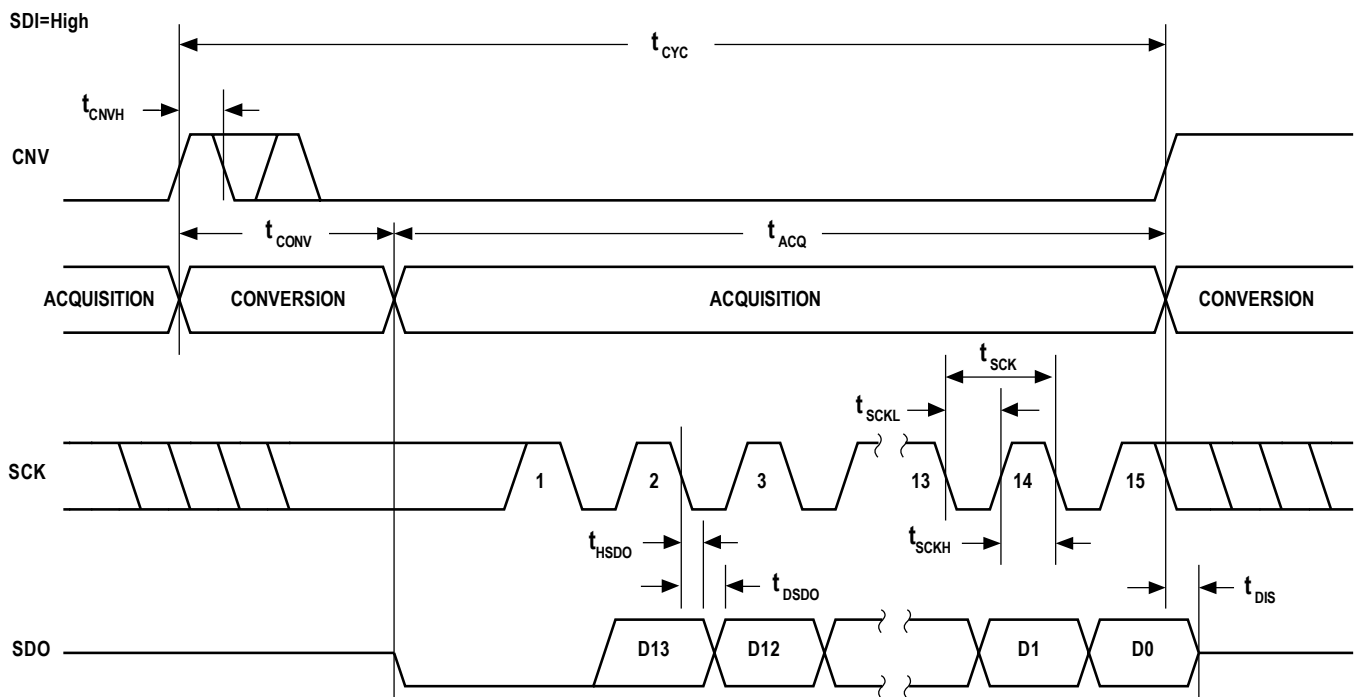 SDI=High
tCYC
tCNVH
CNV
tCONV
tACQ
ACQUISITION CONVERSION ACQUISITION CONVERSION
tSCK
tSCKL
SCK 1 2 3 13 14 15
tHSDO
tSCKH
tDSDO
tDIS
SDO D13 D12 D1 D0